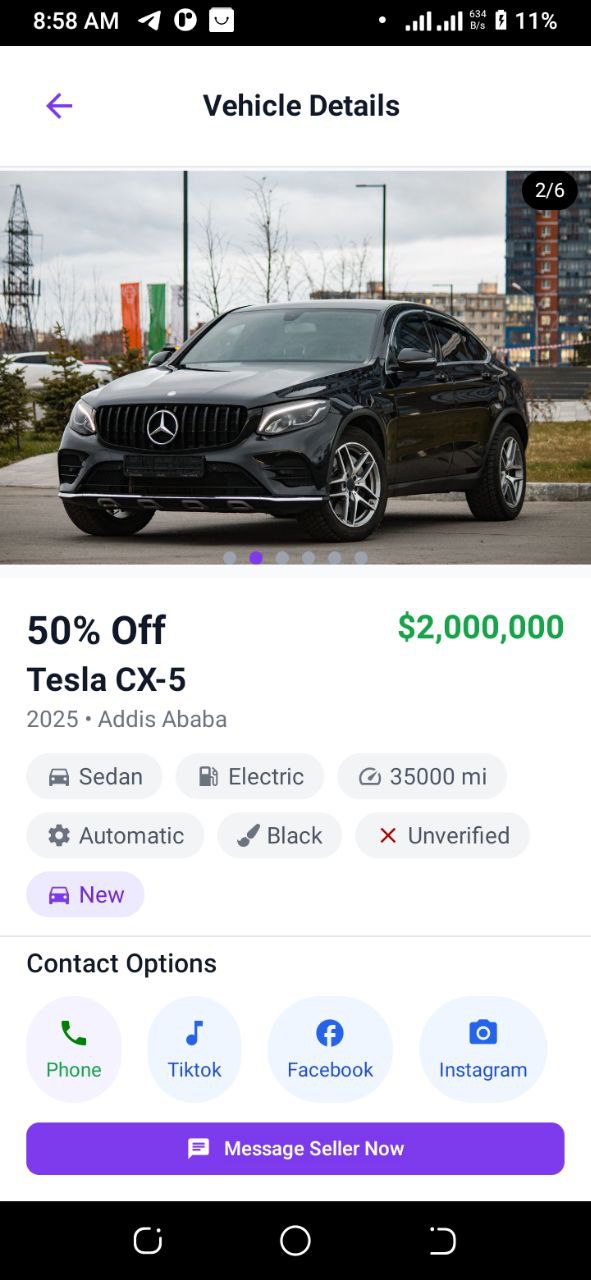 8:58 AM 634 B/s 11%
Vehicle Details
2/6
50% Off $2,000,000
Tesla CX-5
2025 • Addis Ababa
Sedan Electric 35000 mi
Automatic Black Unverified
New
Contact Options
Phone Tiktok Facebook Instagram
Message Seller Now